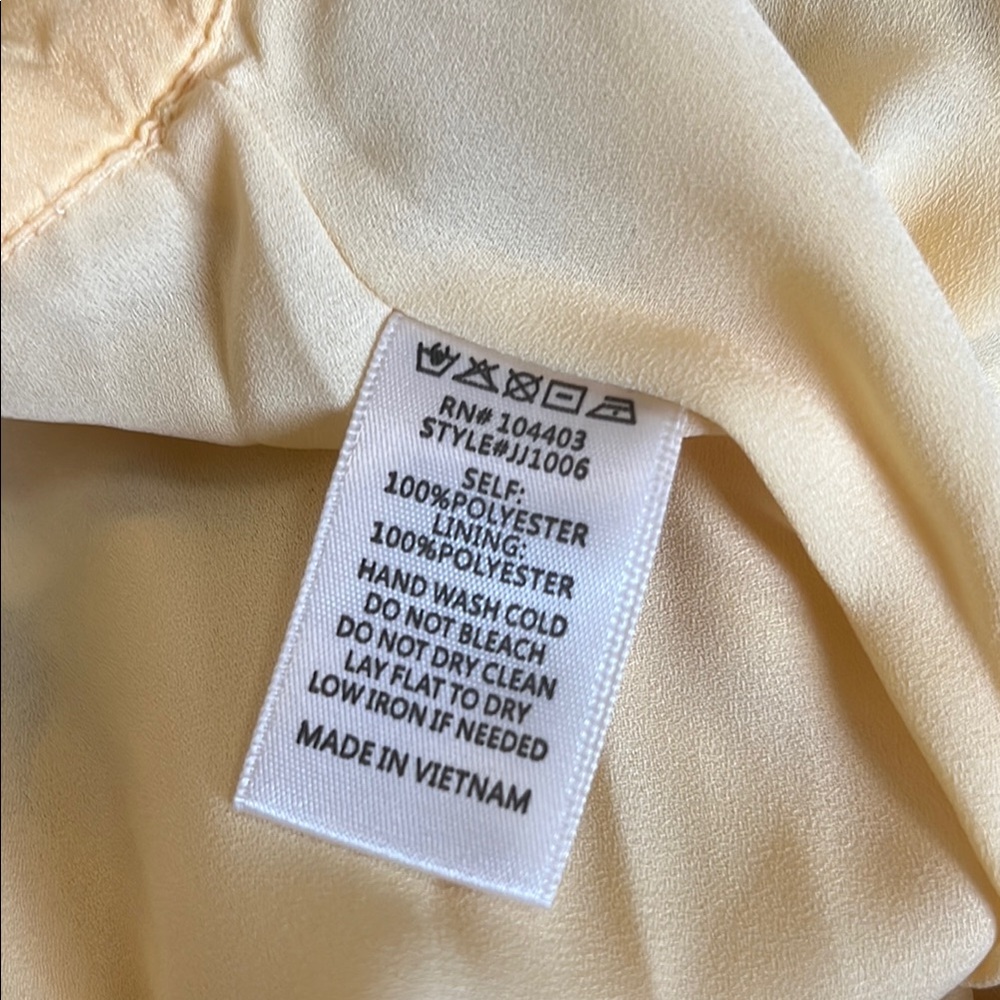 RN# 104403
STYLE#JJ1006
SELF:
100%POLYESTER
LINING:
100%POLYESTER
HAND WASH COLD
DO NOT BLEACH
DO NOT DRY CLEAN
LAY FLAT TO DRY
LOW IRON IF NEEDED
MADE IN VIETNAM